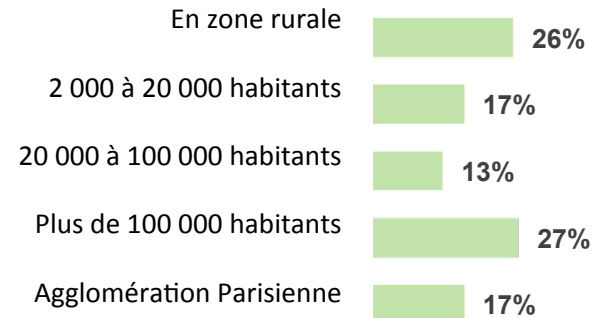 En zone rurale 26%
2 000 à 20 000 habitants 17%
20 000 à 100 000 habitants 13%
Plus de 100 000 habitants 27%
Agglomération Parisienne 17%